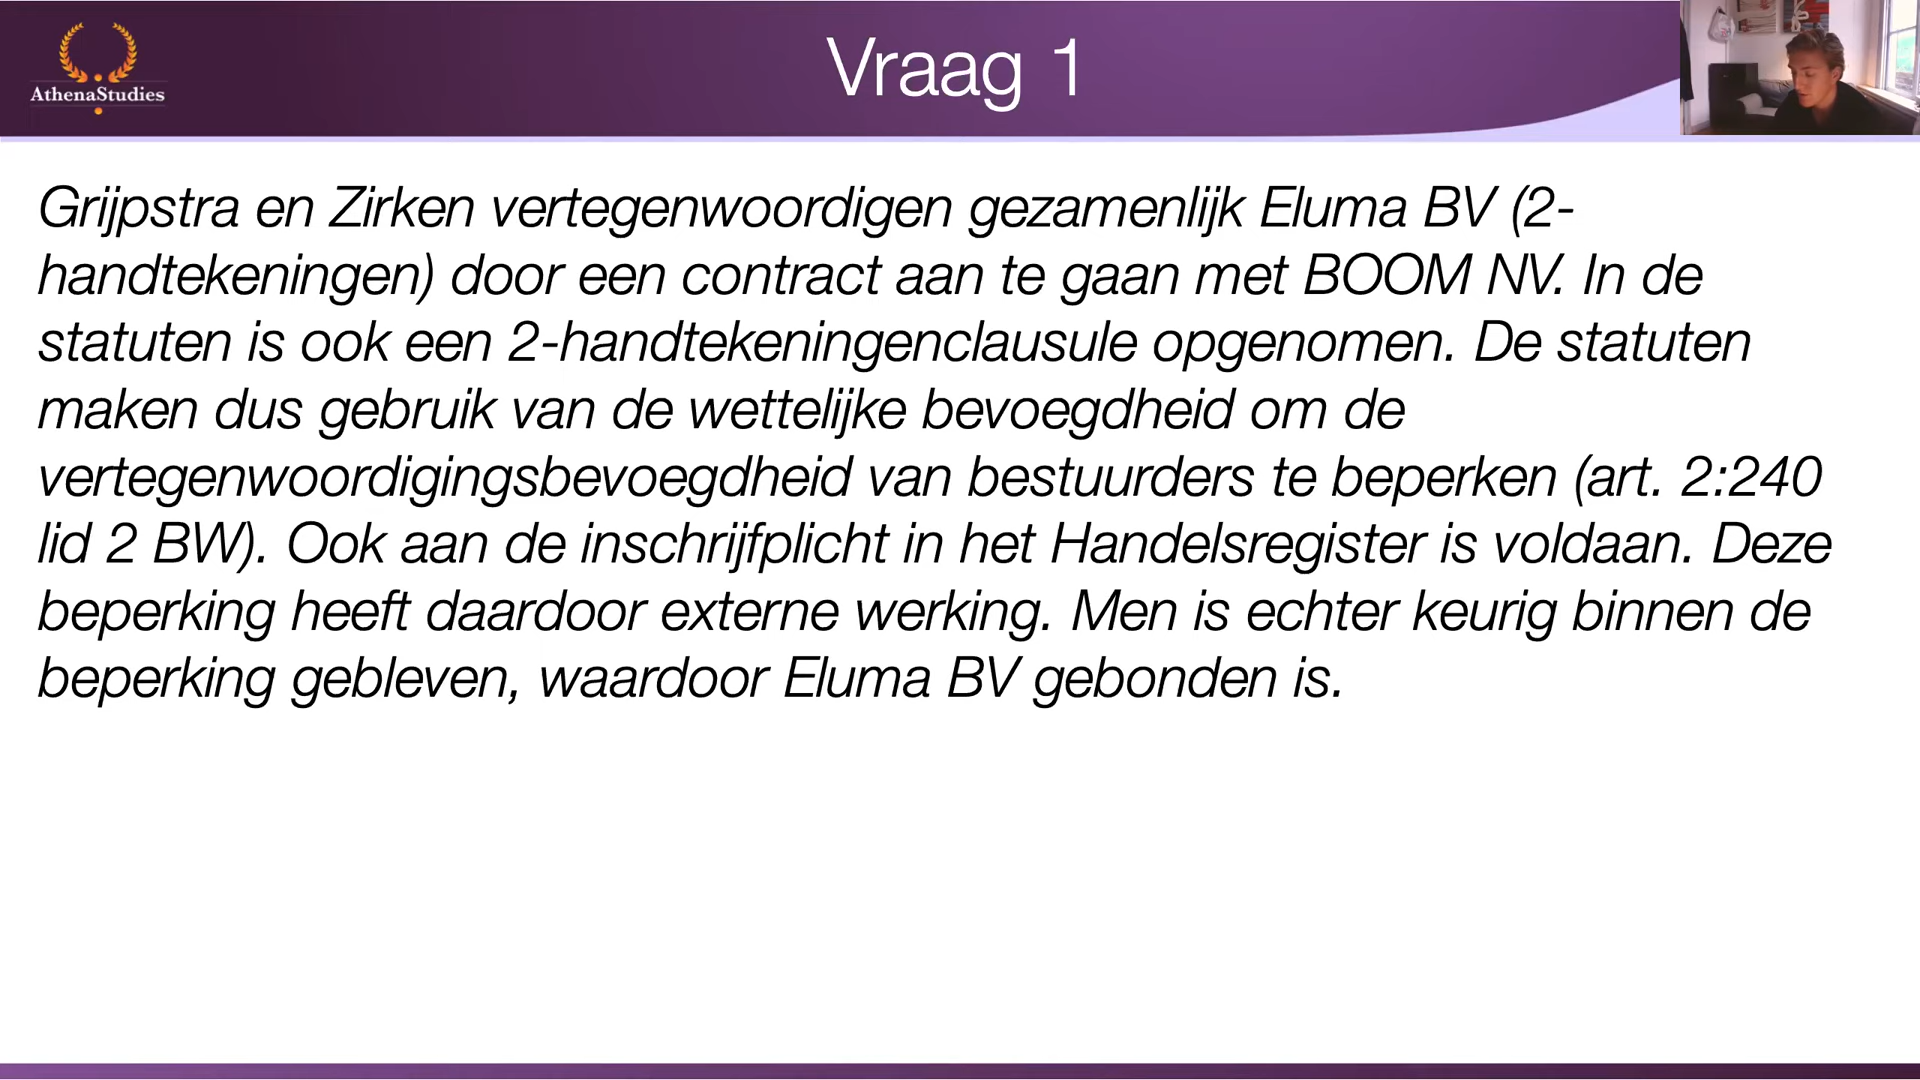 AthenaStudies
Vraag 1
Grijpstra en Zirken vertegenwoordigen gezamenlijk Eluma BV (2-
handtekeningen) door een contract aan te gaan met BOOM NV. In de
statuten is ook een 2-handtekeningenclausule opgenomen. De statuten
maken dus gebruik van de wettelijke bevoegdheid om de
vertegenwoordigingsbevoegdheid van bestuurders te beperken (art. 2:240
lid 2 BW). Ook aan de inschrijfplicht in het Handelsregister is voldaan. Deze
beperking heeft daardoor externe werking. Men is echter keurig binnen de
beperking gebleven, waardoor Eluma BV gebonden is.